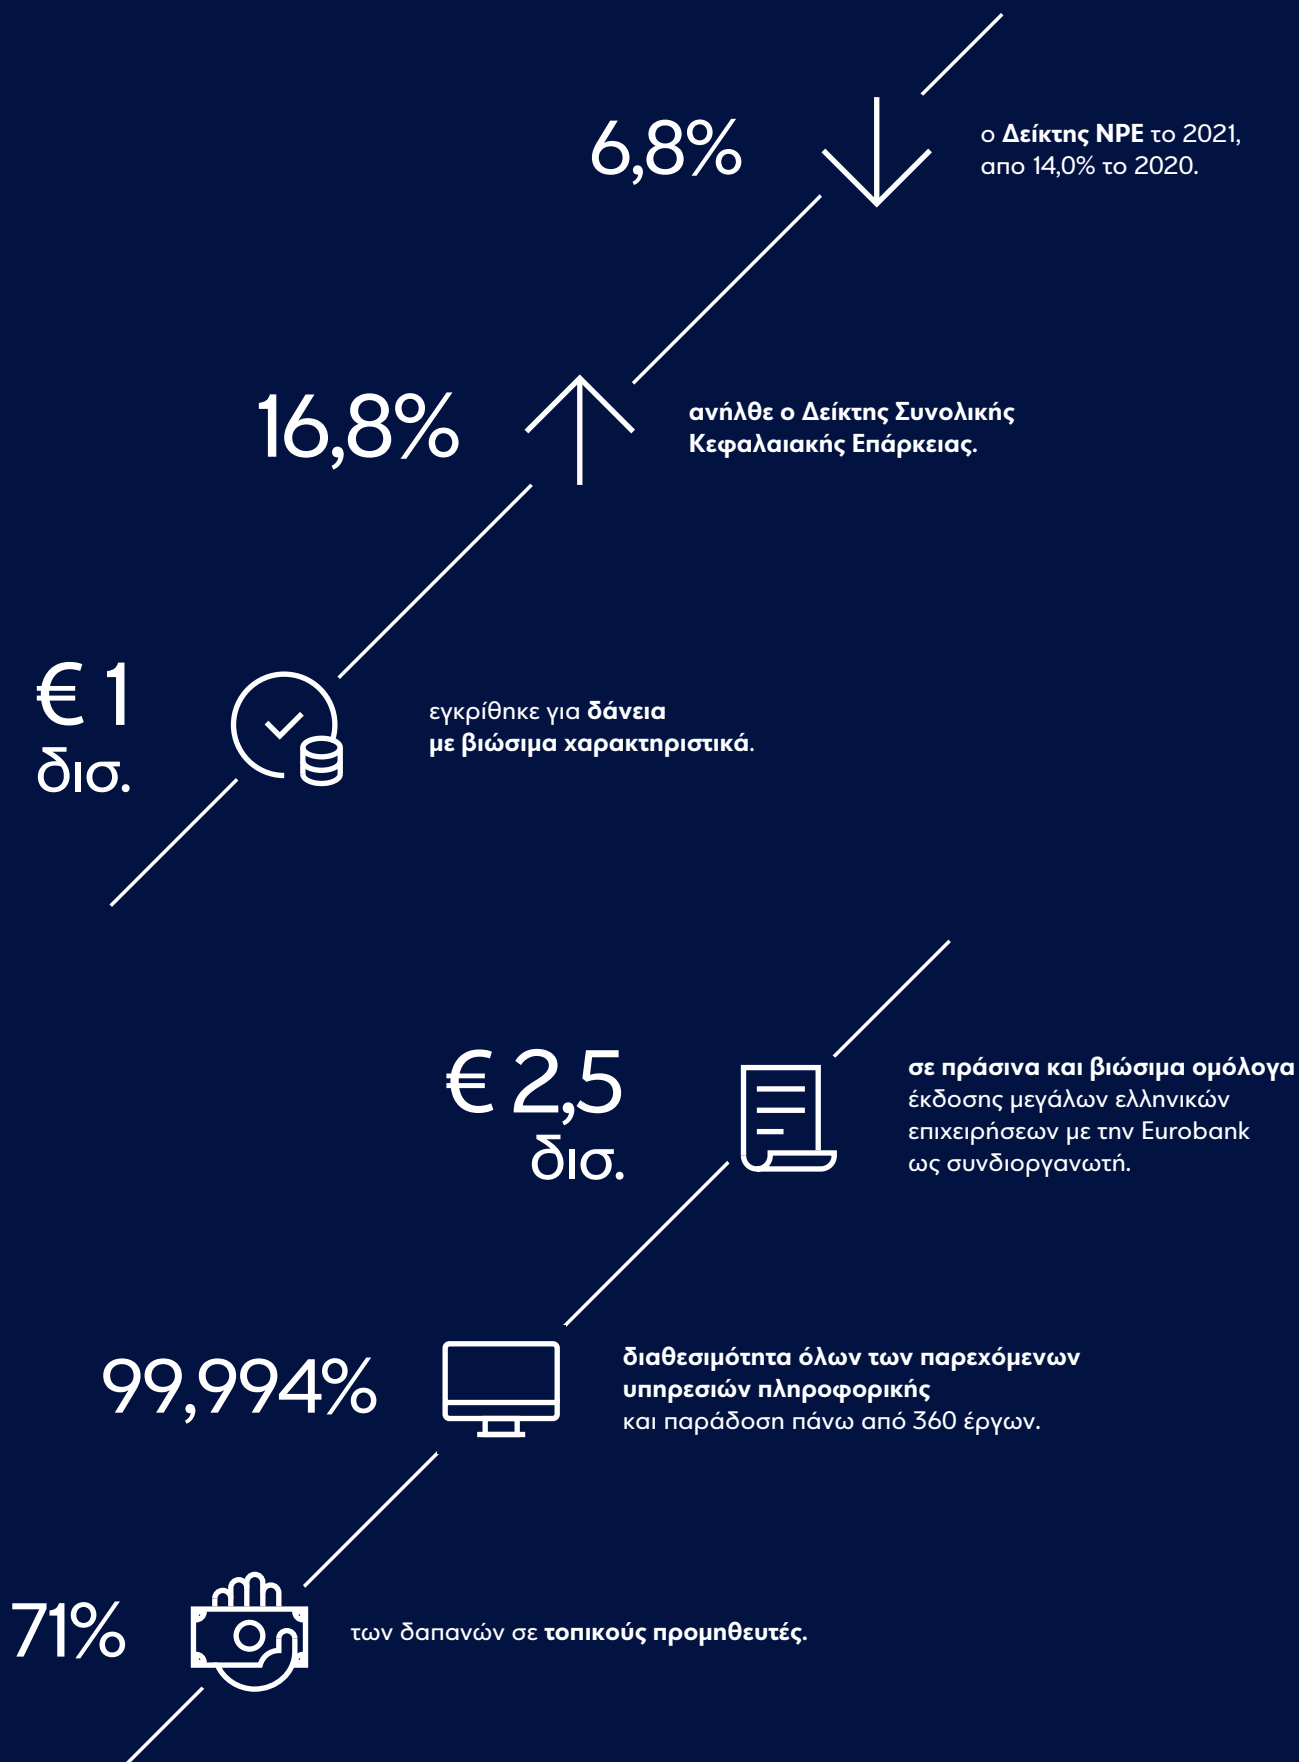 6,8%
ο Δείκτης NPE το 2021,
απο 14,0% το 2020.
16,8%
ανήλθε ο Δείκτης Συνολικής
Κεφαλαιακής Επάρκειας.
€ 1
δισ.
εγκρίθηκε για δάνεια
με βιώσιμα χαρακτηριστικά.
€ 2,5
δισ.
σε πράσινα και βιώσιμα ομόλογα
έκδοσης μεγάλων ελληνικών
επιχειρήσεων με την Eurobank
ως συνδιοργανωτή.
99,994%
διαθεσιμότητα όλων των παρεχόμενων
υπηρεσιών πληροφορικής
και παράδοση πάνω από 360 έργων.
71%
των δαπανών σε τοπικούς προμηθευτές.